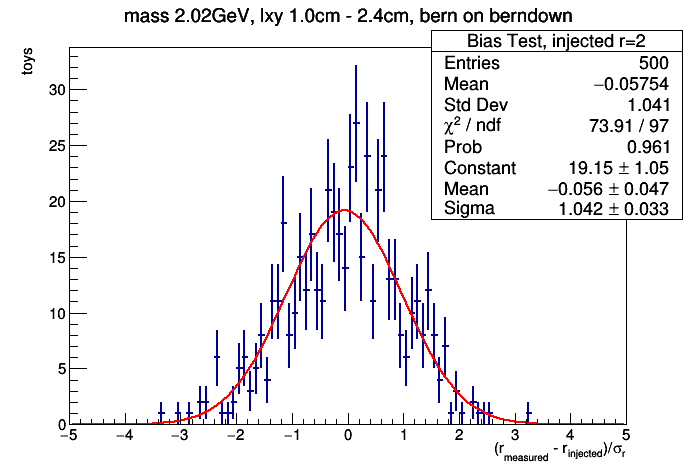 mass 2.02GeV, lxy 1.0cm - 2.4cm, bern on berndown
Bias Test, injected r=2
Entries 500
Mean −0.05754
Std Dev 1.041
χ² / ndf 73.91 / 97
Prob 0.961
Constant 19.15 ± 1.05
Mean −0.056 ± 0.047
Sigma 1.042 ± 0.033
toys
30
25
20
15
10
5
0
−5 −4 −3 −2 −1 0 1 2 3 4 5
(r_measured - r_injected)/σ_r